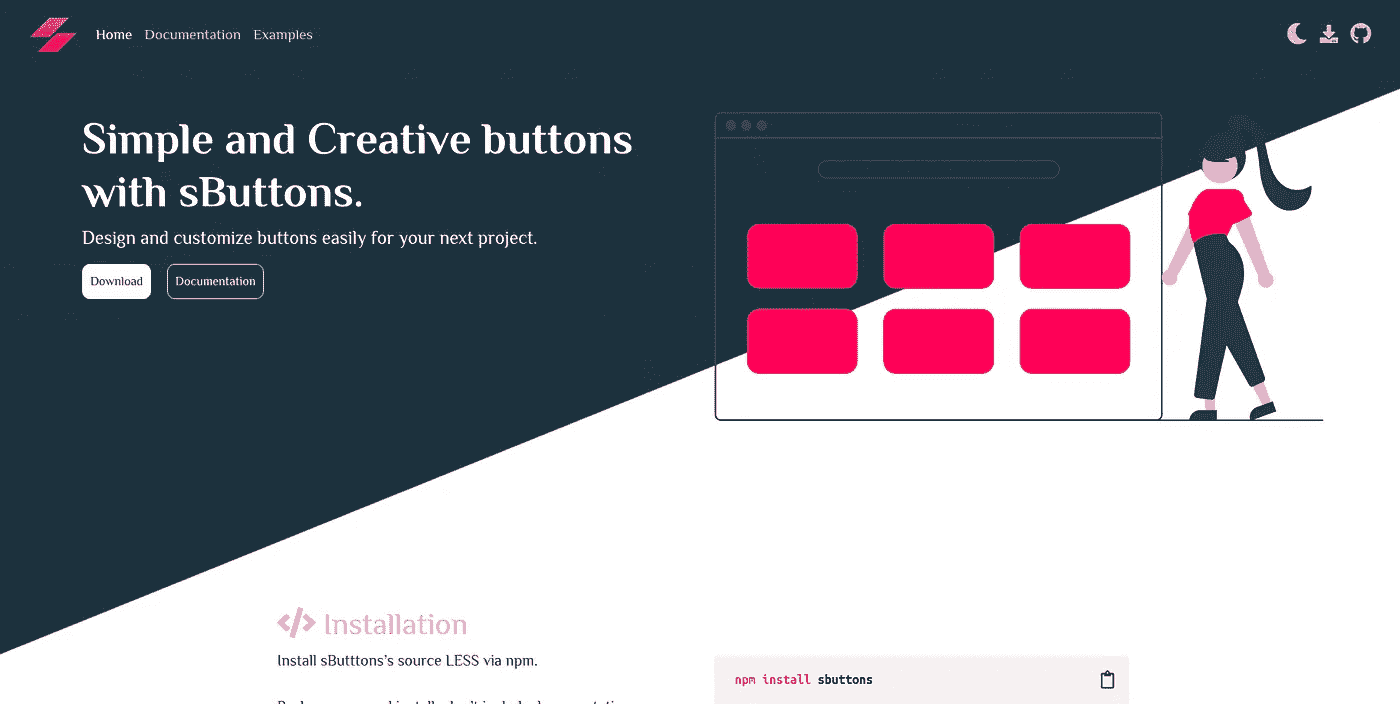 Home Documentation Examples
Simple and Creative buttons
with sButtons.
Design and customize buttons easily for your next project.
Download Documentation
</> Installation
Install sButttons’s source LESS via npm.
npm install sbuttons